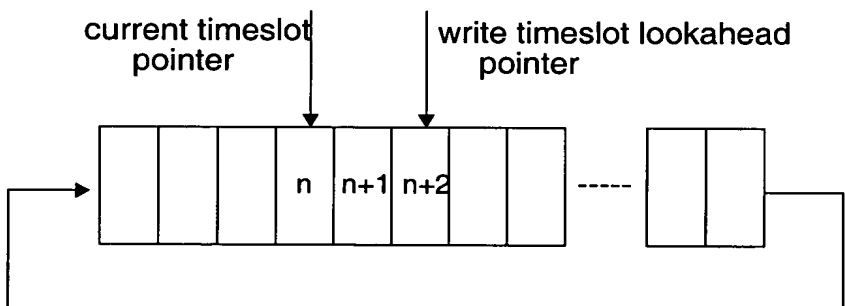 current timeslot
pointer
write timeslot lookahead
pointer
n
n+1
n+2